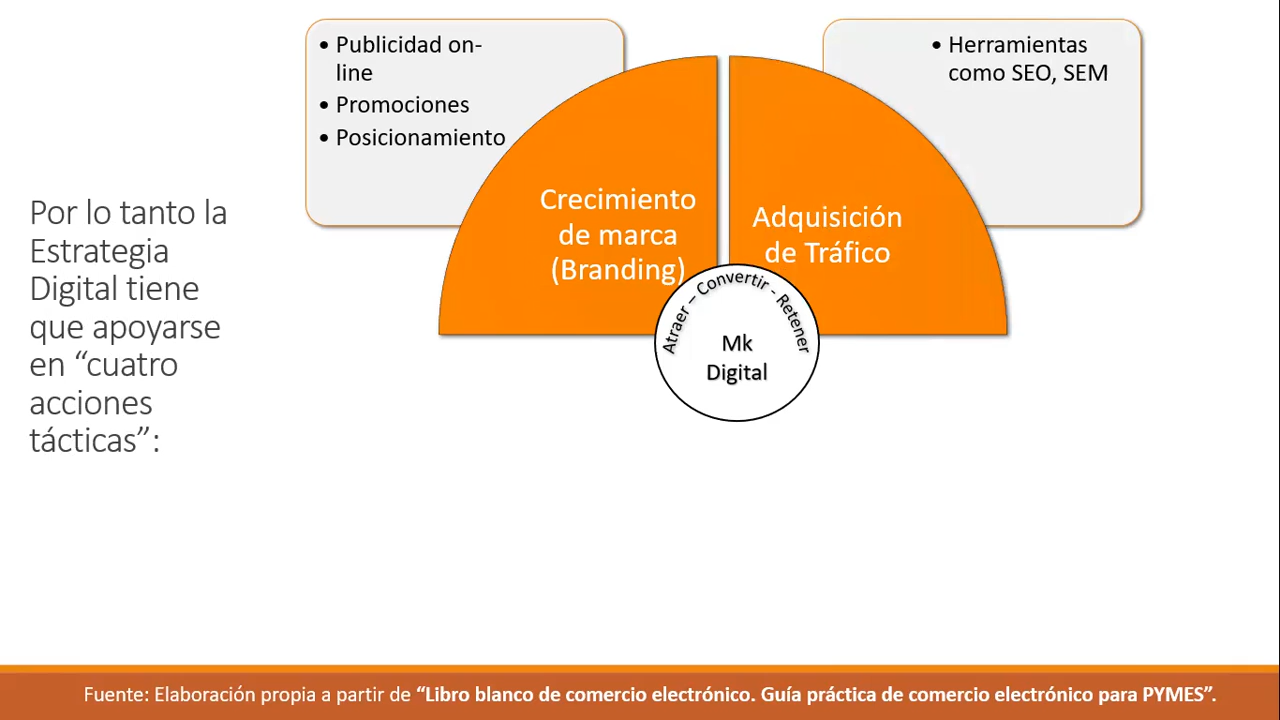 Por lo tanto la
Estrategia
Digital tiene
que apoyarse
en “cuatro
acciones
tácticas”:
• Publicidad on-
line
• Promociones
• Posicionamiento
• Herramientas
como SEO, SEM
Crecimiento
de marca
(Branding)
Adquisición
de Tráfico
Atraer – Convertir - Retener
Mk
Digital
Fuente: Elaboración propia a partir de “Libro blanco de comercio electrónico. Guía práctica de comercio electrónico para PYMES”.